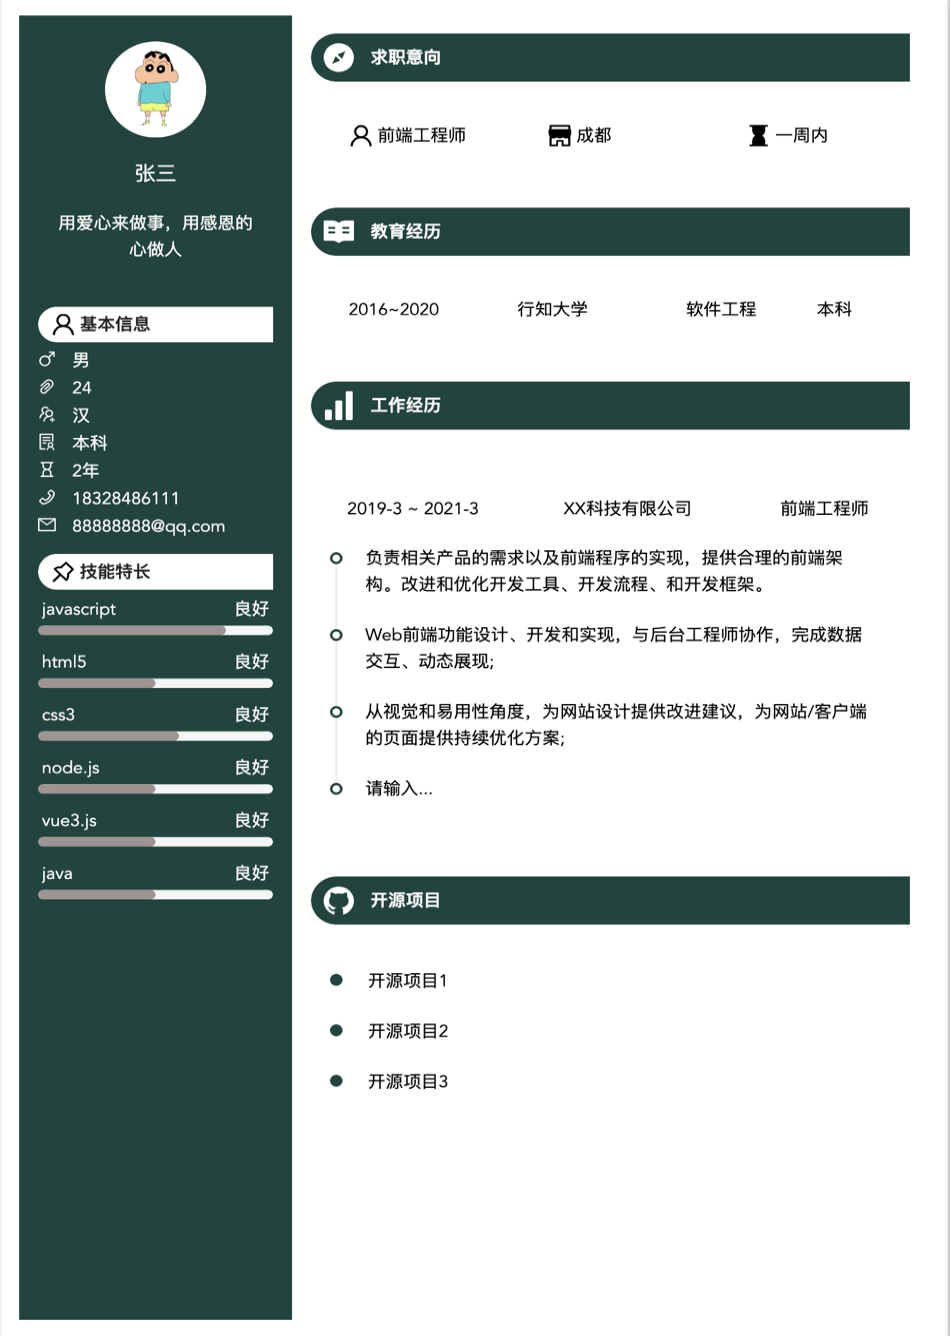 张三
用爱心来做事，用感恩的
心做人
基本信息
男
24
汉
本科
2年
18328486111
88888888@qq.com
技能特长
javascript 良好
html5 良好
css3 良好
node.js 良好
vue3.js 良好
java 良好
求职意向
前端工程师 成都 一周内
教育经历
2016~2020 行知大学 软件工程 本科
工作经历
2019-3 ~ 2021-3 XX科技有限公司 前端工程师
负责相关产品的需求以及前端程序的实现，提供合理的前端架
构。改进和优化开发工具、开发流程、和开发框架。
Web前端功能设计、开发和实现，与后台工程师协作，完成数据
交互、动态展现;
从视觉和易用性角度，为网站设计提供改进建议，为网站/客户端
的页面提供持续优化方案;
请输入...
开源项目
开源项目1
开源项目2
开源项目3